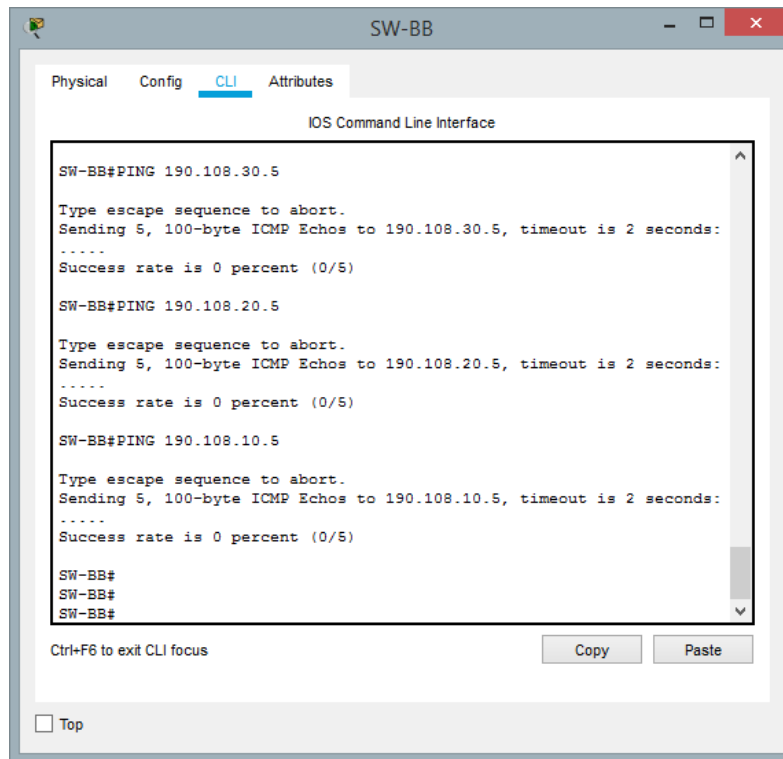 SW-BB
Physical Config CLI Attributes
IOS Command Line Interface
SW-BB#PING 190.108.30.5
Type escape sequence to abort.
Sending 5, 100-byte ICMP Echos to 190.108.30.5, timeout is 2 seconds:
.....
Success rate is 0 percent (0/5)
SW-BB#PING 190.108.20.5
Type escape sequence to abort.
Sending 5, 100-byte ICMP Echos to 190.108.20.5, timeout is 2 seconds:
.....
Success rate is 0 percent (0/5)
SW-BB#PING 190.108.10.5
Type escape sequence to abort.
Sending 5, 100-byte ICMP Echos to 190.108.10.5, timeout is 2 seconds:
.....
Success rate is 0 percent (0/5)
SW-BB#
SW-BB#
SW-BB#
Ctrl+F6 to exit CLI focus Copy Paste
Top